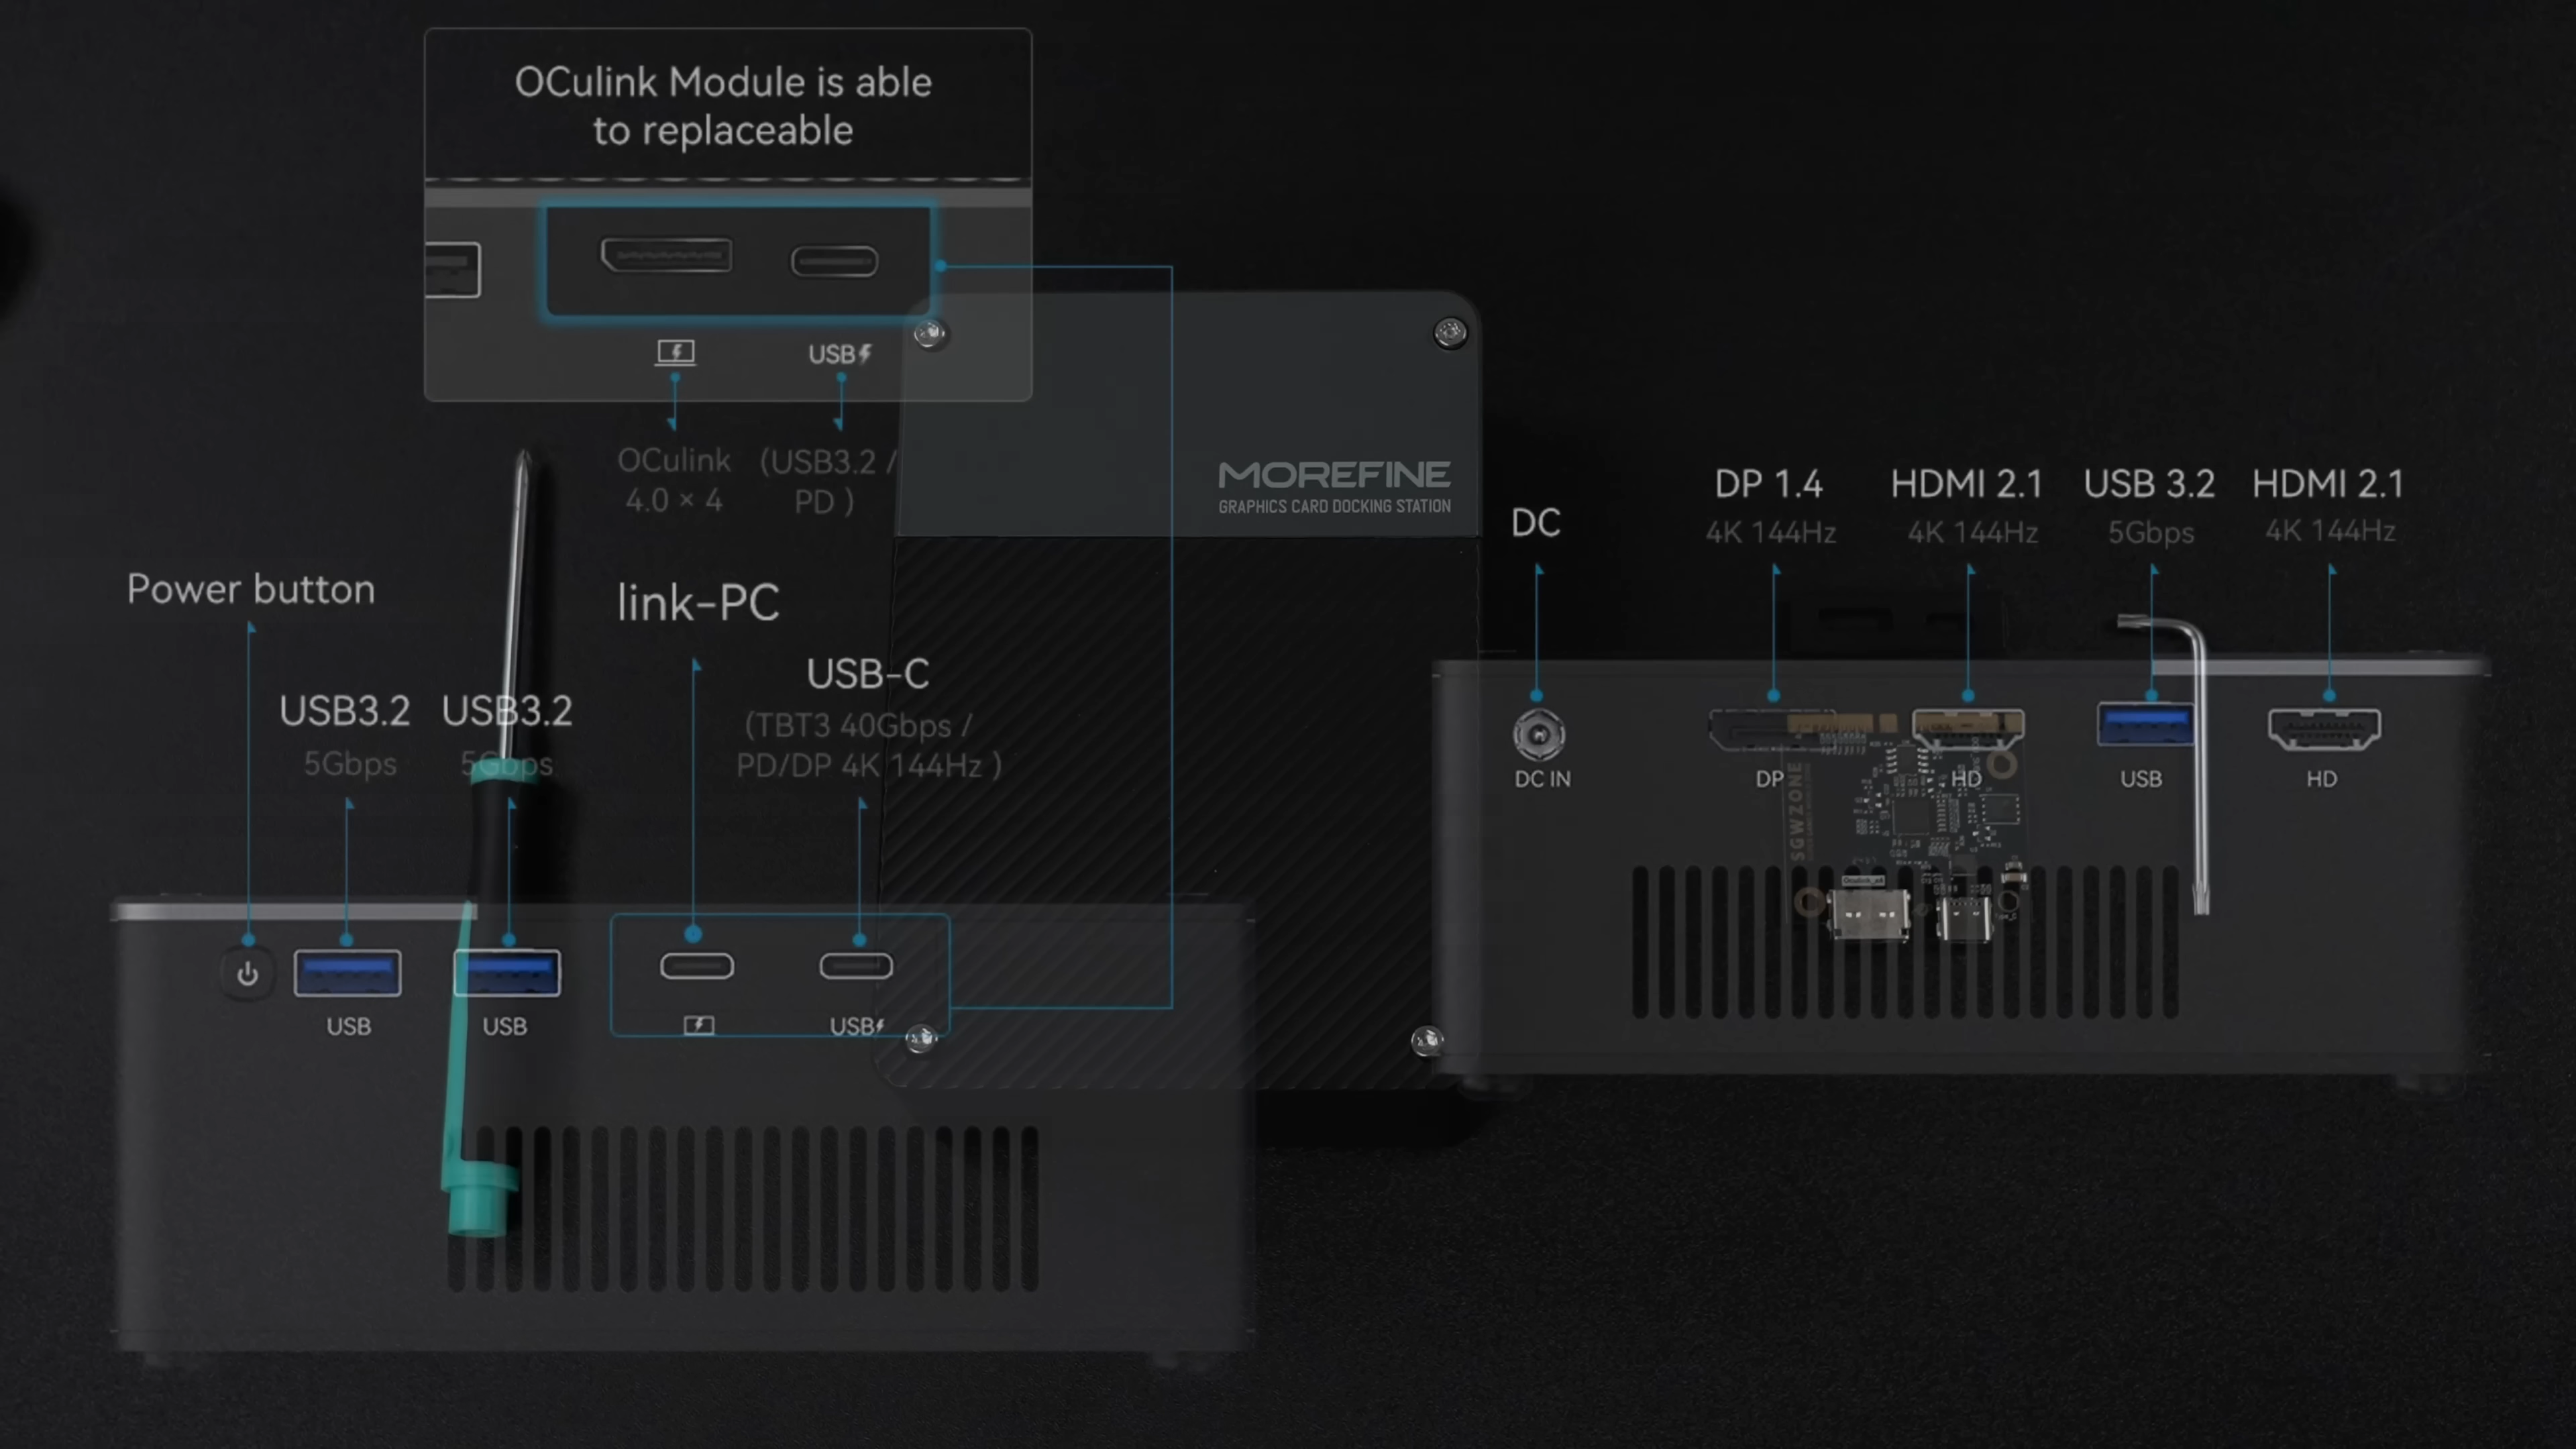 OCulink Module is able
to replaceable
USB
OCulink
4.0 × 4
(USB3.2 /
PD )
MOREFINE
GRAPHICS CARD DOCKING STATION
Power button
USB3.2
5Gbps
USB3.2
5Gbps
link-PC
USB-C
(TBT3 40Gbps /
PD/DP 4K 144Hz )
USB
USB
USB
DC
DP 1.4
4K 144Hz
HDMI 2.1
4K 144Hz
USB 3.2
5Gbps
HDMI 2.1
4K 144Hz
DC IN
DP
HD
USB
HD
SGWZONE